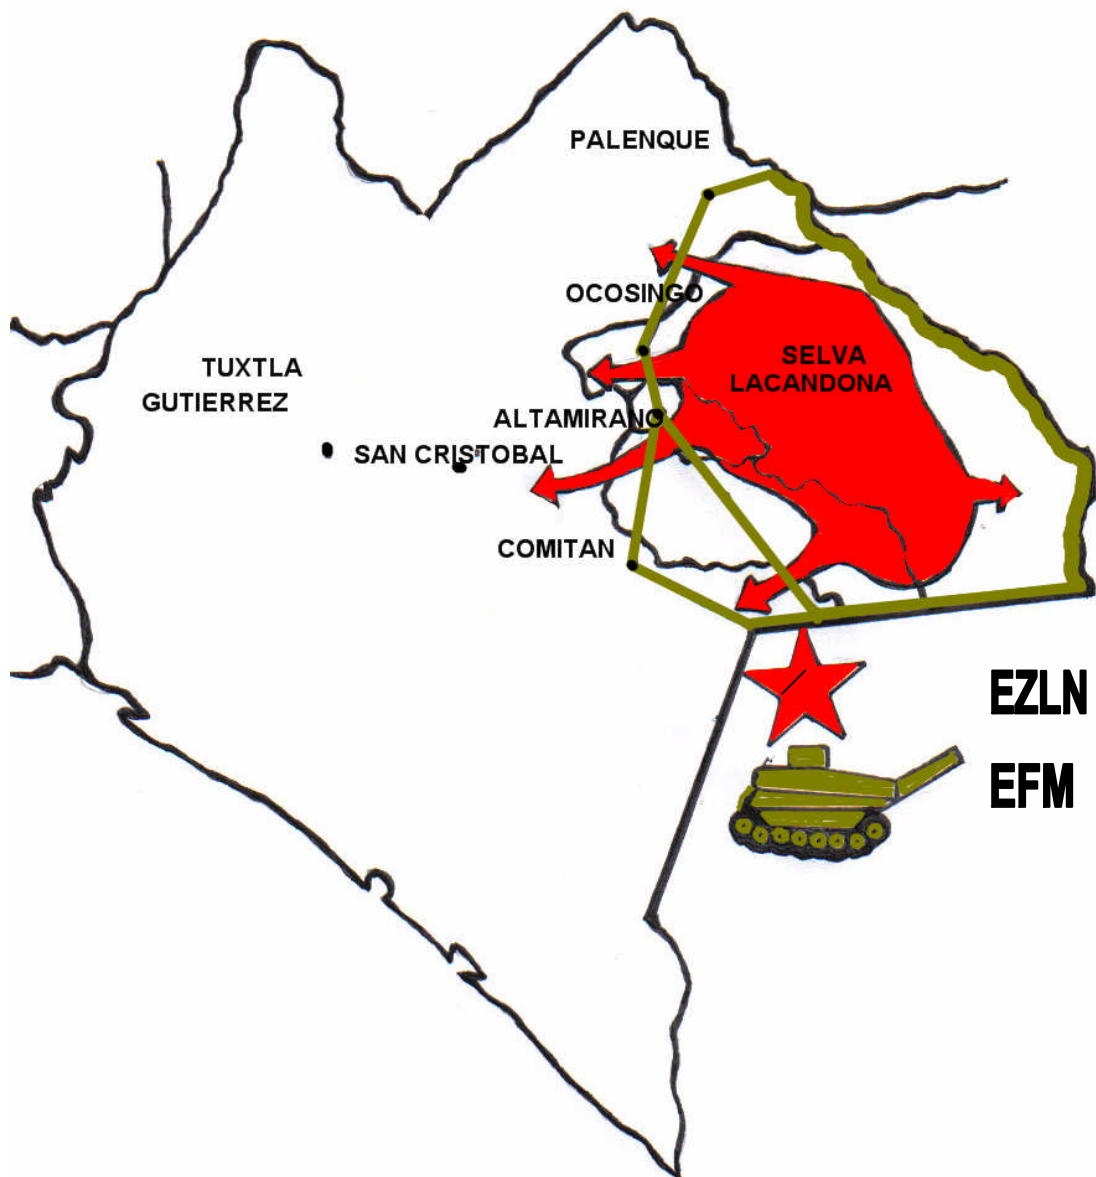 PALENQUE
OCOSINGO
SELVA
LACANDONA
TUXTLA
GUTIERREZ
ALTAMIRANO
SAN CRISTOBAL
COMITAN
EZLN
EFM